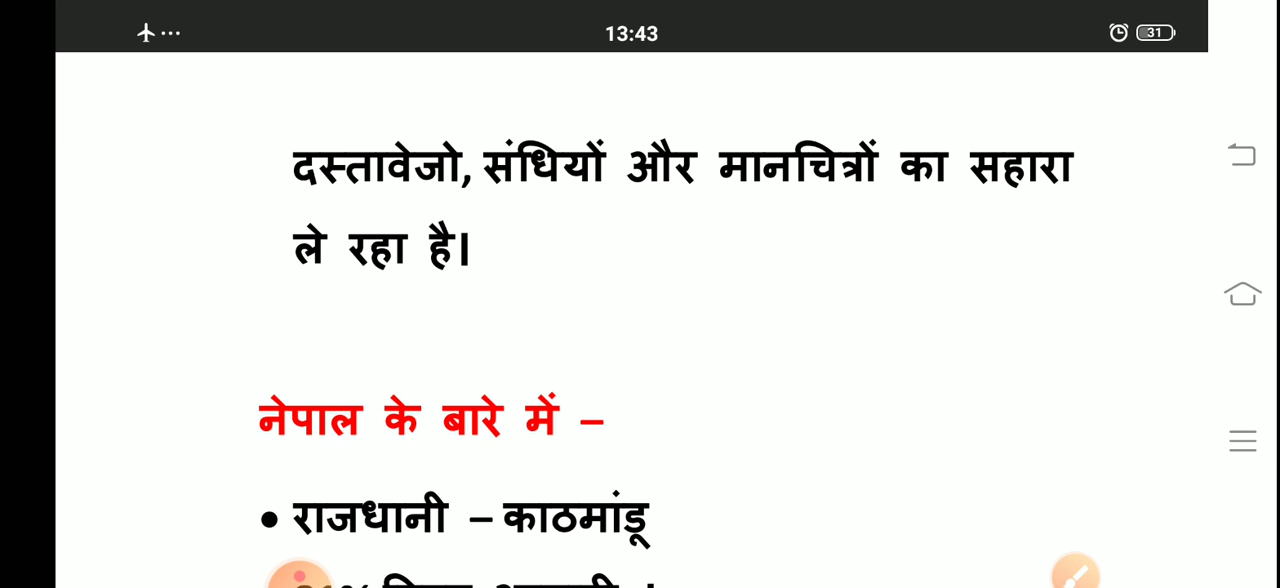 13:43
31
दस्तावेजो, संधियों और मानचित्रों का सहारा
ले रहा है।
नेपाल के बारे में –
• राजधानी – काठमांडू